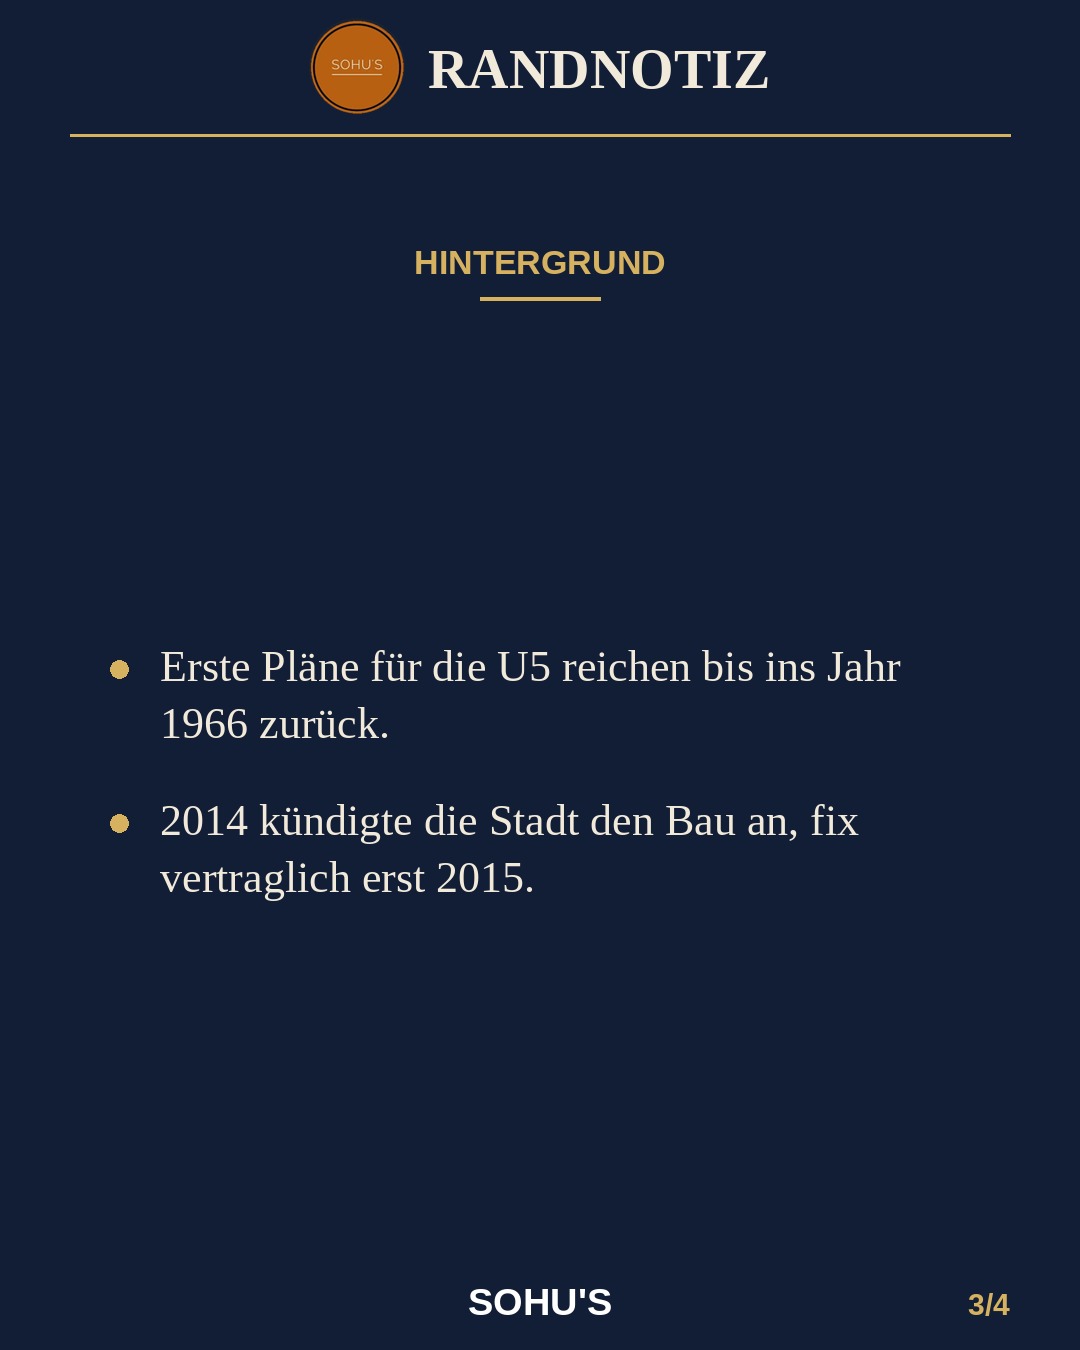 SOHU'S
RANDNOTIZ
HINTERGRUND
Erste Pläne für die U5 reichen bis ins Jahr
1966 zurück.
2014 kündigte die Stadt den Bau an, fix
vertraglich erst 2015.
SOHU'S
3/4